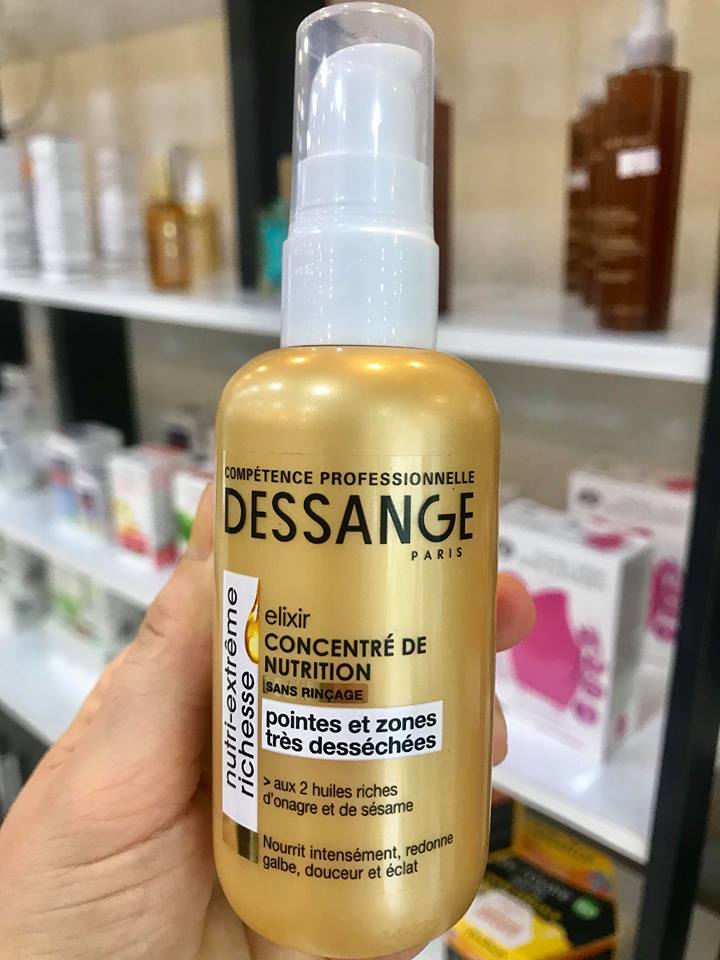 COMPÉTENCE PROFESSIONNELLE
DESSANGE
PARIS
nutri-extrême
richesse
elixir
CONCENTRÉ DE
NUTRITION
SANS RINÇAGE
pointes et zones
très desséchées
> aux 2 huiles riches
d'onagre et de sésame
Nourrit intensément, redonne
galbe, douceur et éclat